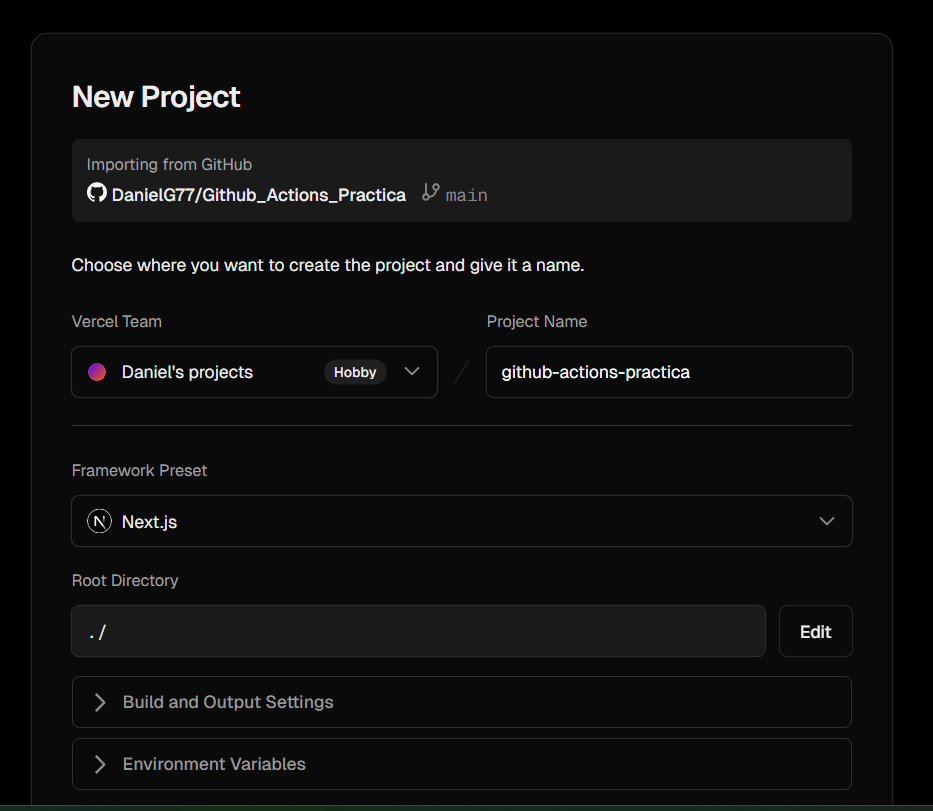 New Project
Importing from GitHub
DanielG77/Github_Actions_Practica main
Choose where you want to create the project and give it a name.
Vercel Team
Project Name
Daniel's projects Hobby
github-actions-practica
Framework Preset
N Next.js
Root Directory
./
Edit
Build and Output Settings
Environment Variables